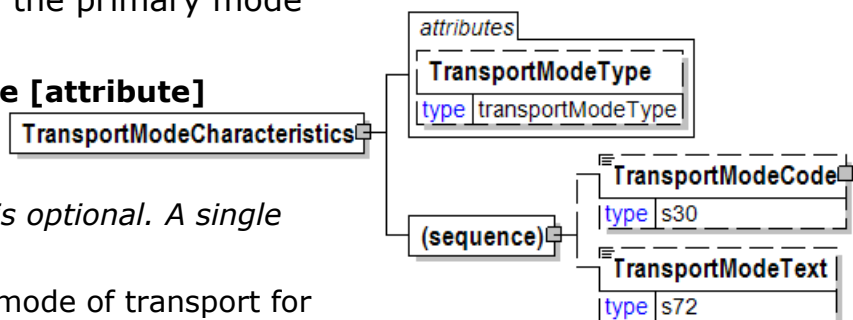 the primary mode
e [attribute]
is optional. A single
mode of transport for
TransportModeCharacteristics
attributes
TransportModeType
type transportModeType
(sequence)
TransportModeCode
type s30
TransportModeText
type s72